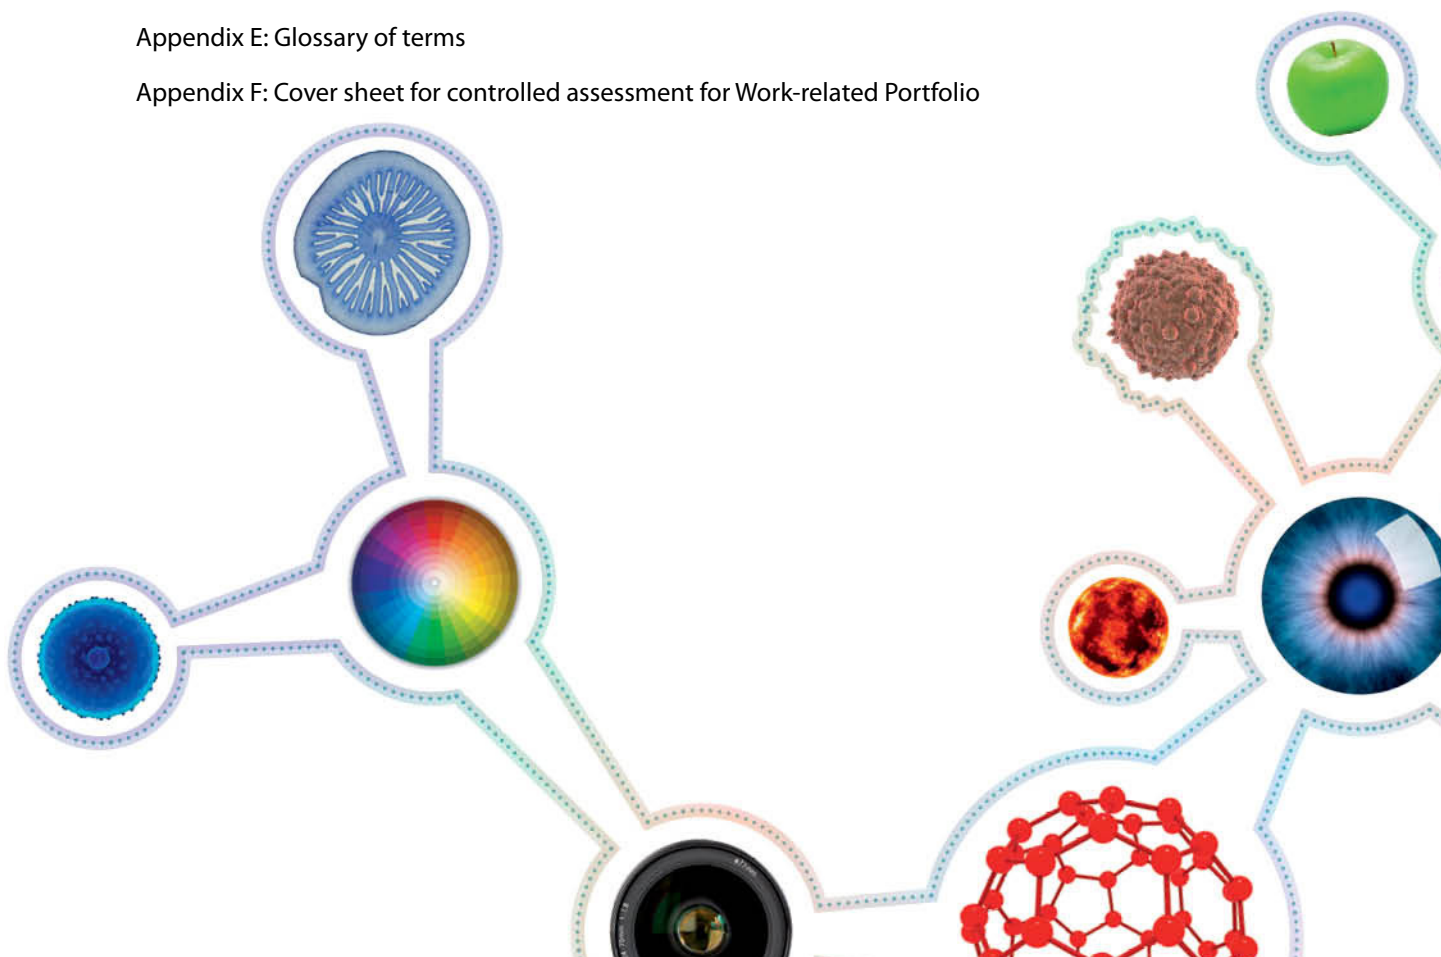 Appendix E: Glossary of terms
Appendix F: Cover sheet for controlled assessment for Work-related Portfolio